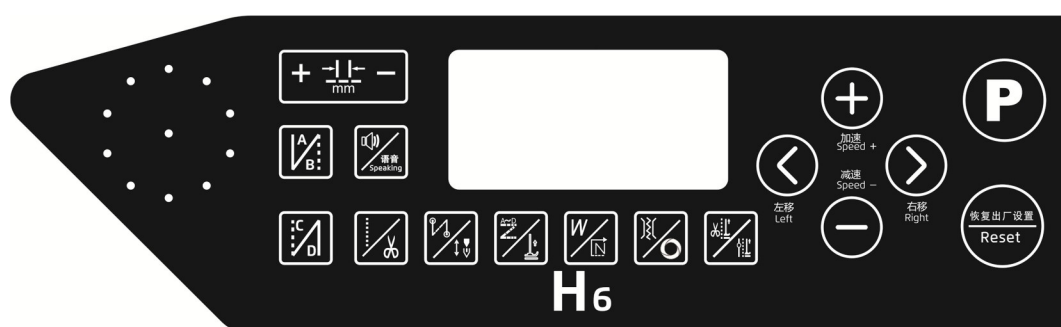 + −
mm
A
B
语音
Speaking
C
D
A-B
W
N
H6
加速
Speed +
减速
Speed −
左移
Left
右移
Right
P
恢复出厂设置
Reset